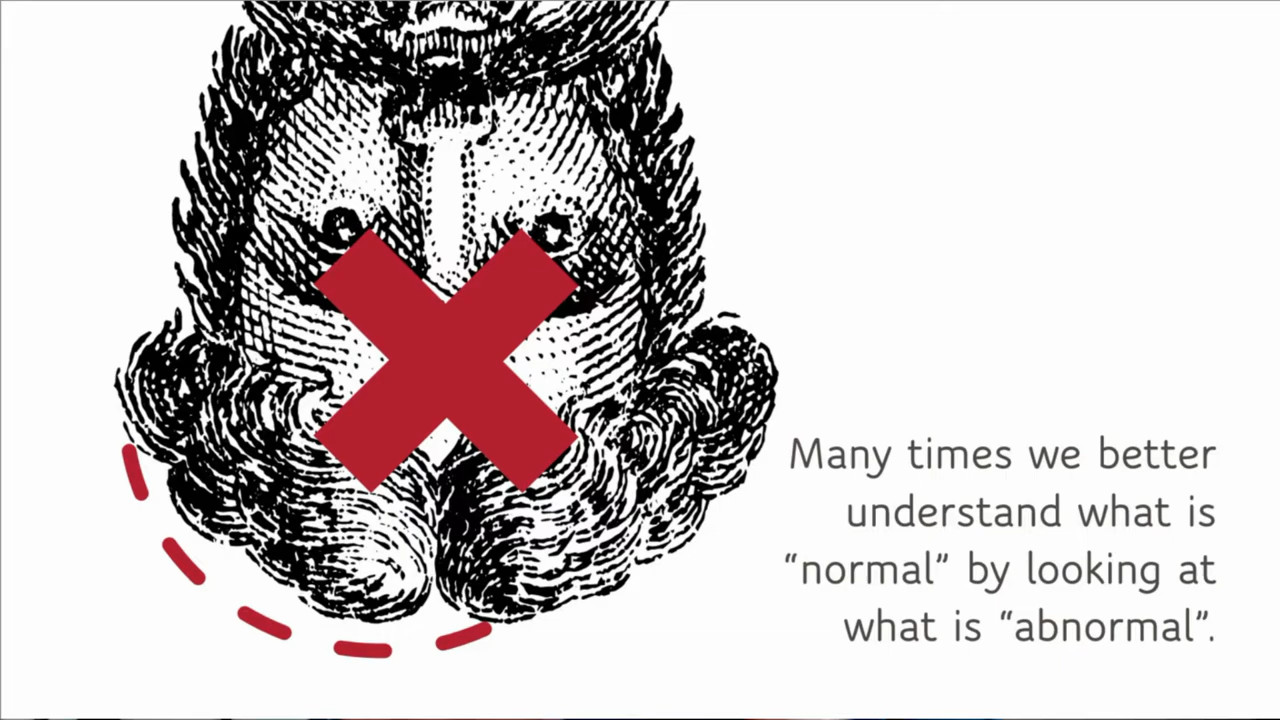 Many times we better
understand what is
“normal” by looking at
what is “abnormal”.